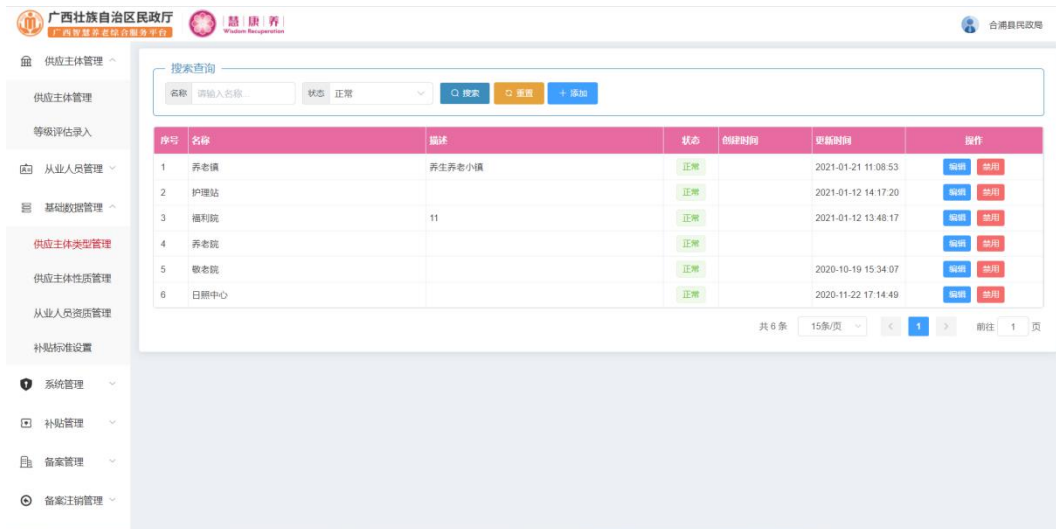 广西壮族自治区民政厅
广西智慧养老综合服务平台
慧康养
Wisdom Recuperation
合浦县民政局
供应主体管理
供应主体管理
等级评估录入
从业人员管理
基础数据管理
供应主体类型管理
供应主体性质管理
从业人员资质管理
补贴标准设置
系统管理
补贴管理
备案管理
备案注销管理
搜索查询
名称 请输入名称... 状态 正常 搜索 重置 + 添加
序号 名称 描述 状态 创建时间 更新时间 操作
1 养老镇 养生养老小镇 正常 2021-01-21 11:08:53 编辑 禁用
2 护理站 正常 2021-01-12 14:17:20 编辑 禁用
3 福利院 11 正常 2021-01-12 13:48:17 编辑 禁用
4 养老院 正常 编辑 禁用
5 敬老院 正常 2020-10-19 15:34:07 编辑 禁用
6 日照中心 正常 2020-11-22 17:14:49 编辑 禁用
共 6 条 15条/页 < 1 > 前往 1 页